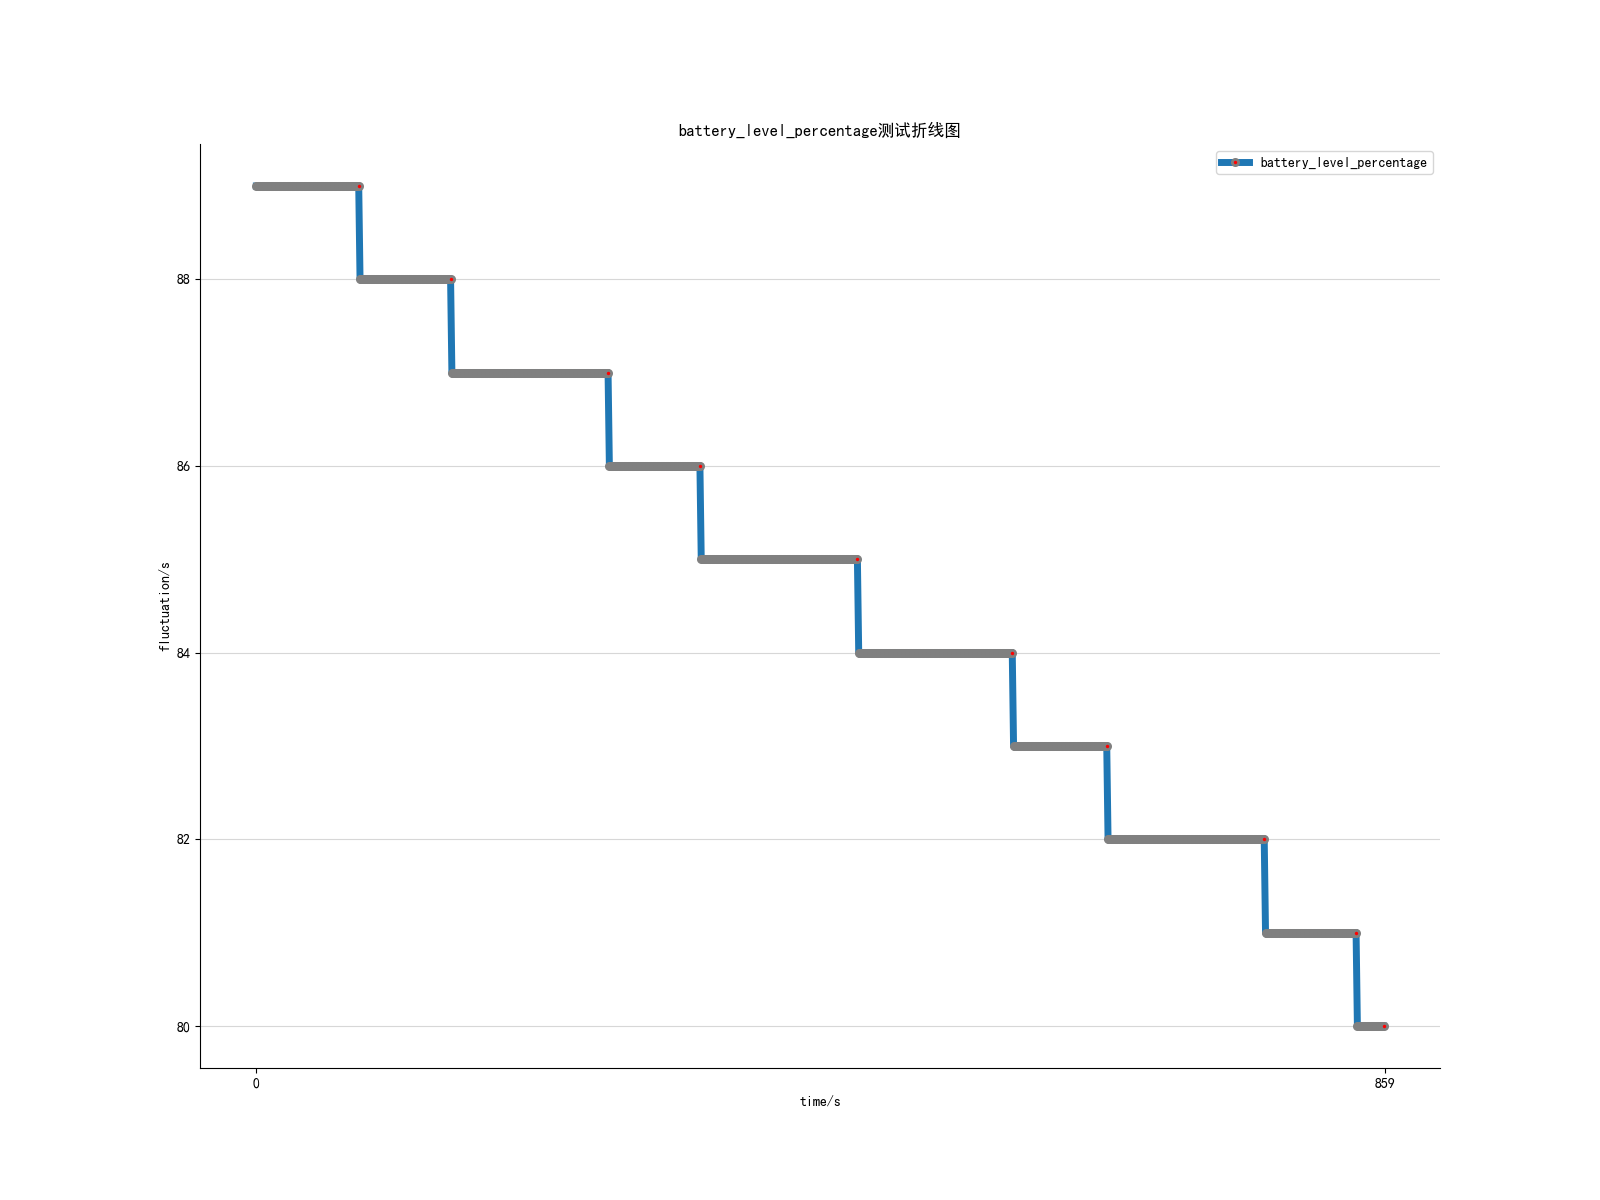 battery_level_percentage测试折线图
battery_level_percentage
88
86
84
82
80
fluctuation/s
0
859
time/s